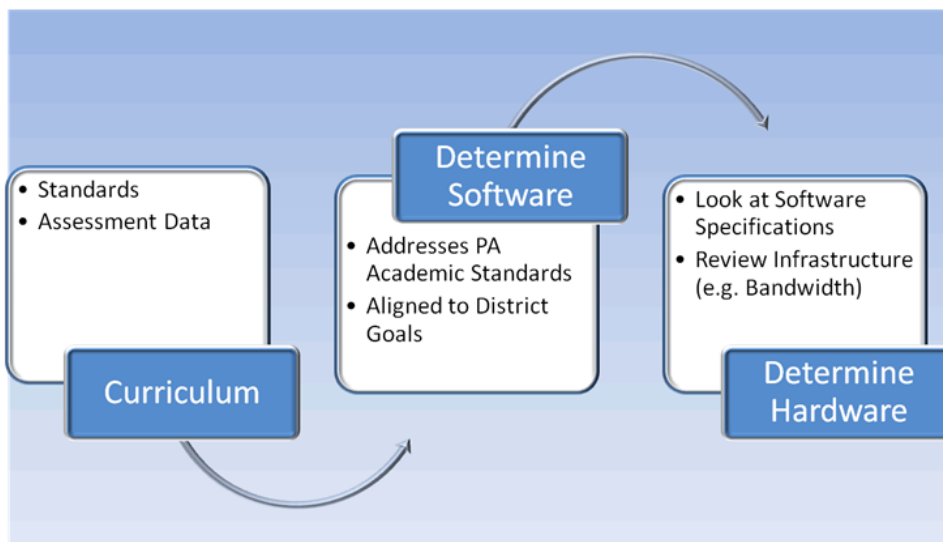 • Standards
• Assessment Data
Curriculum
Determine
Software
• Addresses PA
Academic Standards
• Aligned to District
Goals
• Look at Software
Specifications
• Review Infrastructure
(e.g. Bandwidth)
Determine
Hardware